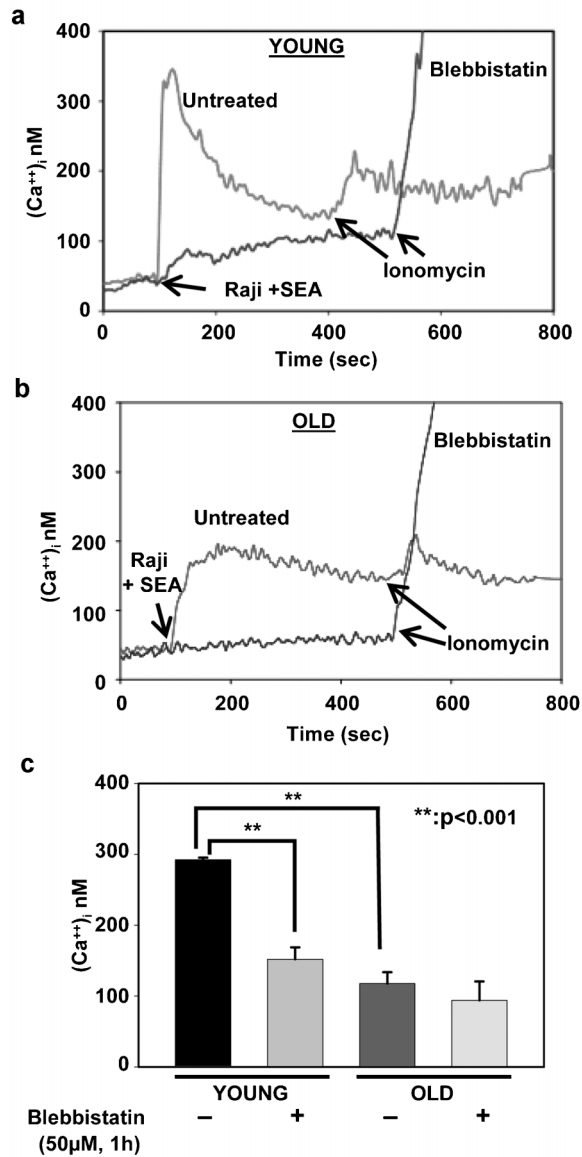 a
YOUNG
400
300
200
100
0
(Ca⁺⁺)ᵢ nM
Untreated
Blebbistatin
Raji +SEA
Ionomycin
0 200 400 600 800
Time (sec)
b
OLD
400
300
200
100
0
(Ca⁺⁺)ᵢ nM
Blebbistatin
Untreated
Raji
+ SEA
Ionomycin
0 200 400 600 800
Time (sec)
c
400
300
200
100
0
(Ca⁺⁺)ᵢ nM
**
**
**:p<0.001
YOUNG OLD
Blebbistatin – + – +
(50µM, 1h)